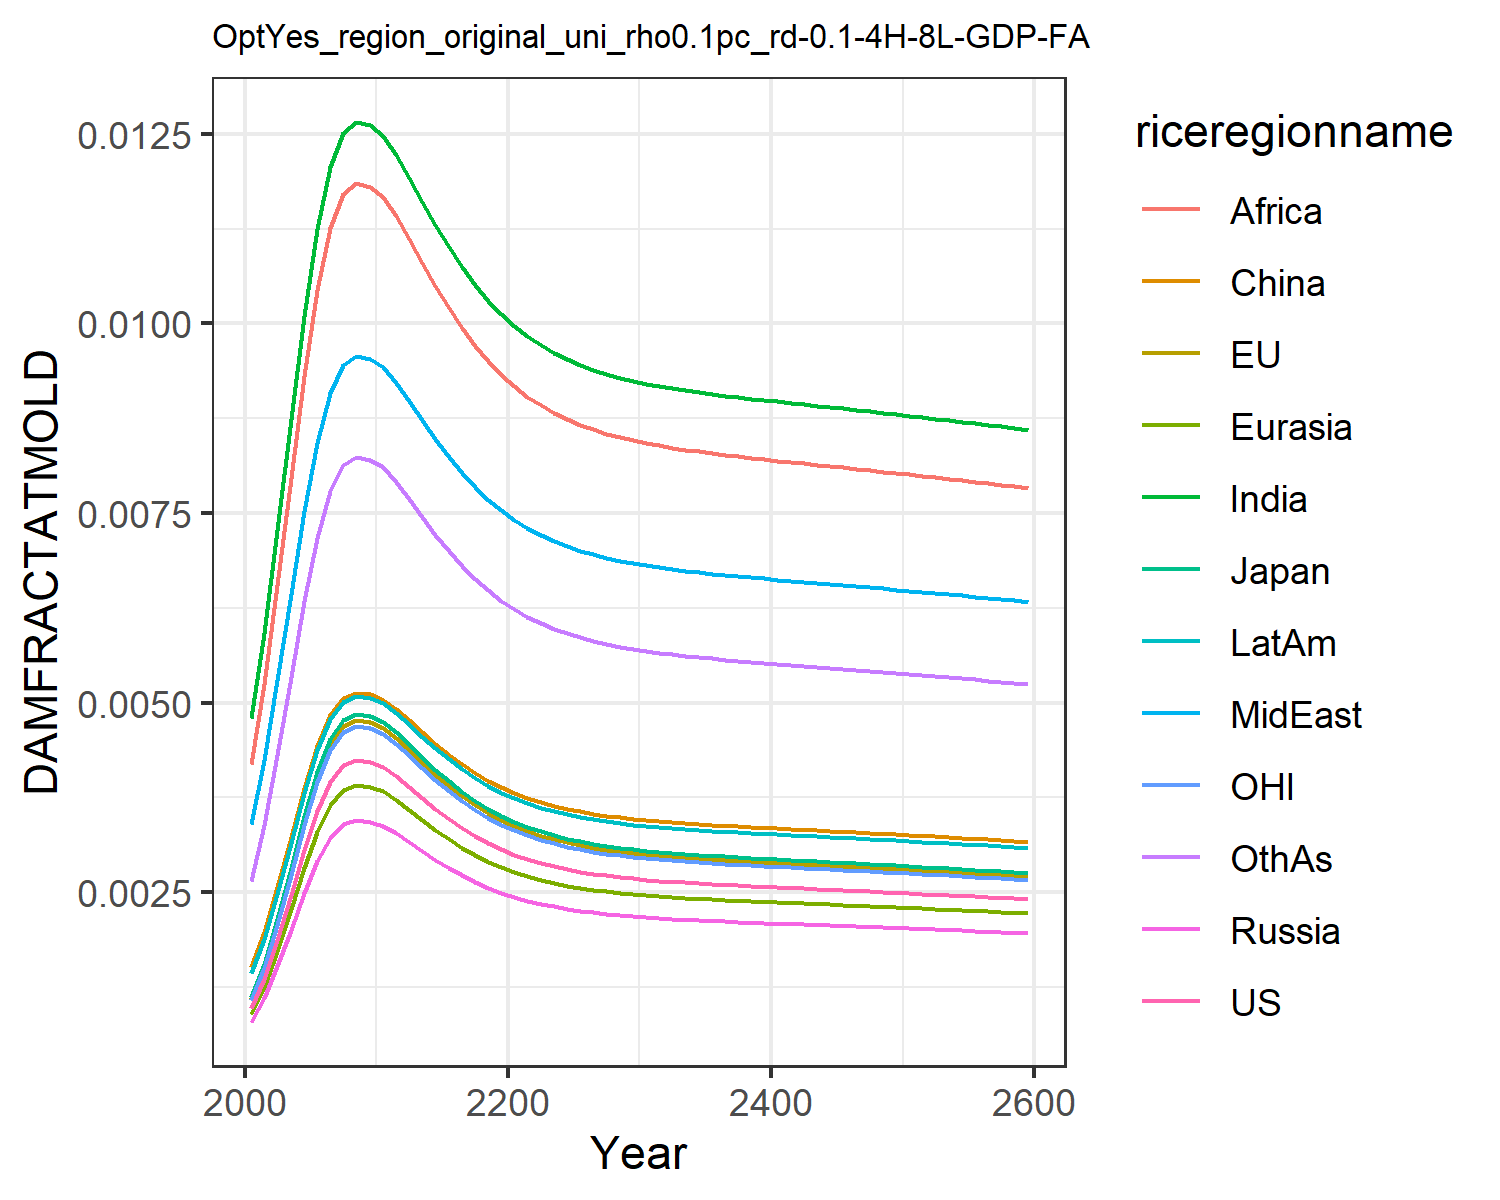 OptYes_region_original_uni_rho0.1pc_rd-0.1-4H-8L-GDP-FA
DAMFRACTATMOLD
0.0125
0.0100
0.0075
0.0050
0.0025
2000 2200 2400 2600
Year
riceregionname
Africa
China
EU
Eurasia
India
Japan
LatAm
MidEast
OHI
OthAs
Russia
US